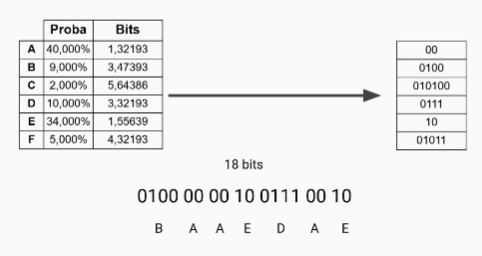 Proba Bits
A 40,000% 1,32193 00
B 9,000% 3,47393 0100
C 2,000% 5,64386 010100
D 10,000% 3,32193 0111
E 34,000% 1,55639 10
F 5,000% 4,32193 01011
18 bits
0100 00 00 10 0111 00 10
B A A E D A E